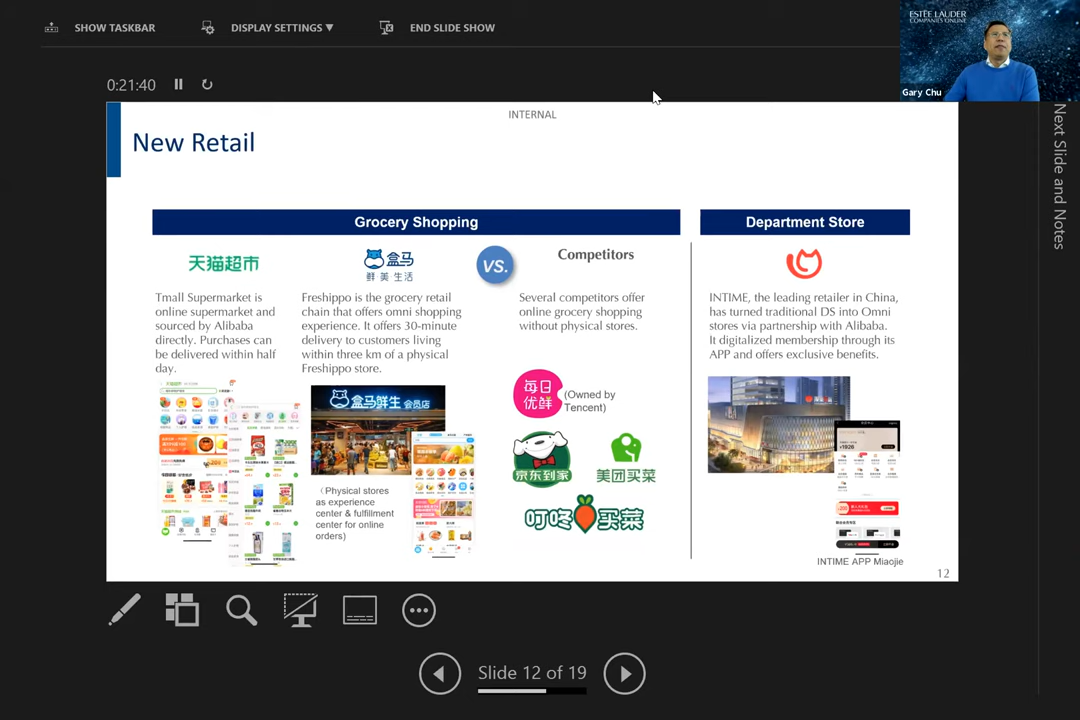 SHOW TASKBAR
DISPLAY SETTINGS ▼
END SLIDE SHOW
ESTĒE LAUDER
COMPANIES ONLINE
Gary Chu
0:21:40
Next Slide and Notes
INTERNAL
New Retail
Grocery Shopping
天猫超市
盒马
鲜·美·生活
VS.
Competitors
Tmall Supermarket is
online supermarket and
sourced by Alibaba
directly. Purchases can
be delivered within half
day.
Freshippo is the grocery retail
chain that offers omni shopping
experience. It offers 30-minute
delivery to customers living
within three km of a physical
Freshippo store.
Several competitors offer
online grocery shopping
without physical stores.
盒马鲜生 会员店
（Physical stores
as experience
center & fulfillment
center for online
orders)
每日
优鲜
(Owned by
Tencent)
京东到家
美团买菜
叮咚买菜
Department Store
INTIME, the leading retailer in China,
has turned traditional DS into Omni
stores via partnership with Alibaba.
It digitalized membership through its
APP and offers exclusive benefits.
INTIME APP Miaojie
12
Slide 12 of 19